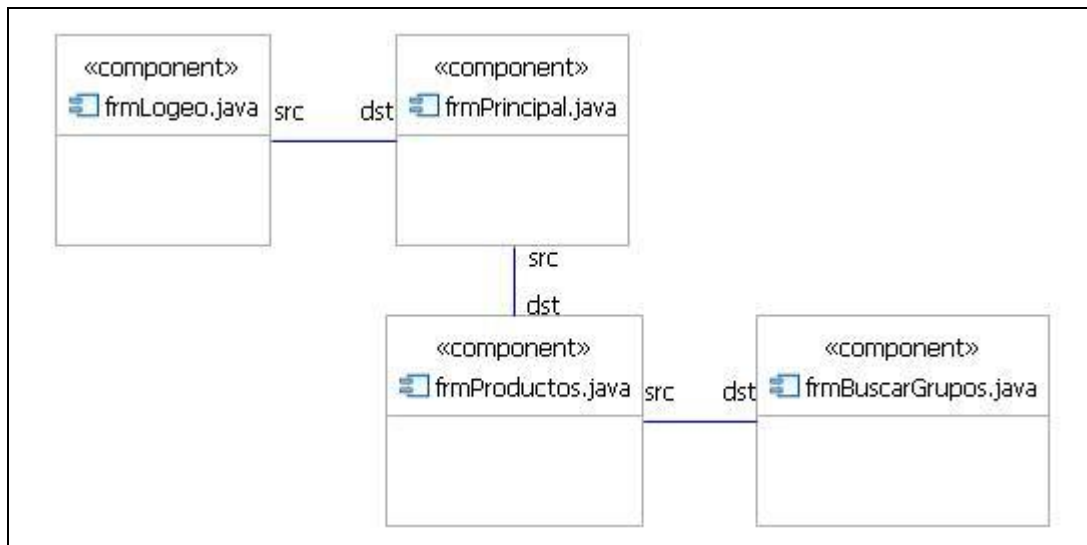 «component»
frmLogeo.java
src
dst
«component»
frmPrincipal.java
src
dst
«component»
frmProductos.java
src
dst
«component»
frmBuscarGrupos.java